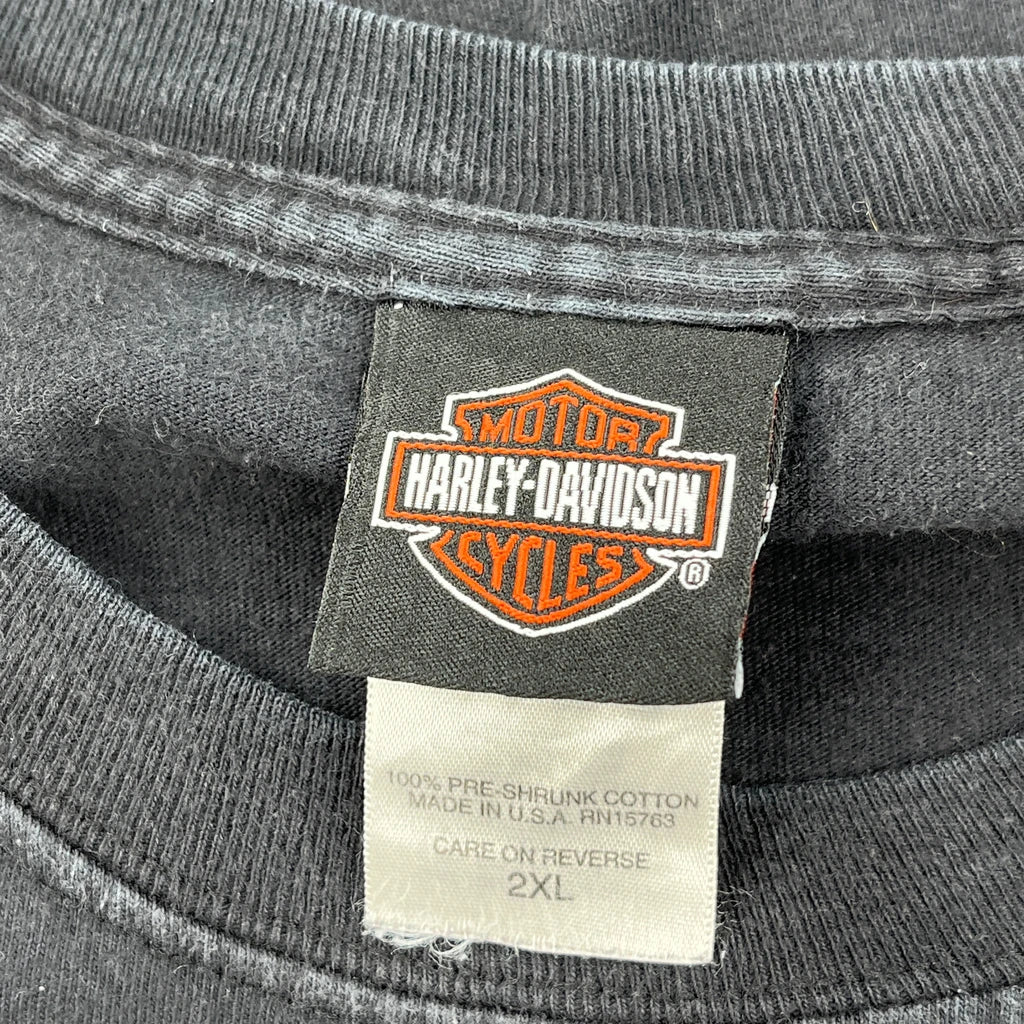 MOTOR
HARLEY-DAVIDSON
CYCLES
®
100% PRE-SHRUNK COTTON
MADE IN U.S.A. RN15763
CARE ON REVERSE
2XL